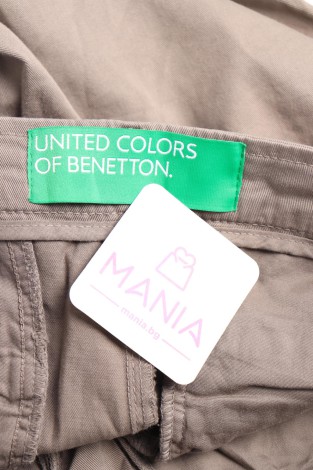 UNITED COLORS
OF BENETTON.
MANIA
mania.bg